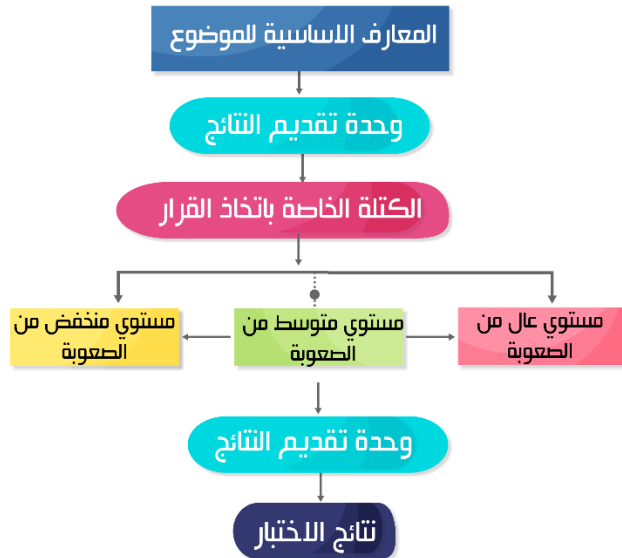 المعارف الاساسية للموضوع
وحدة تقديم النتائج
الكتلة الخاصة باتخاذ القرار
مستوي عال من
الصعوبة
مستوي متوسط من
الصعوبة
مستوي منخفض من
الصعوبة
وحدة تقديم النتائج
نتائج الاختبار